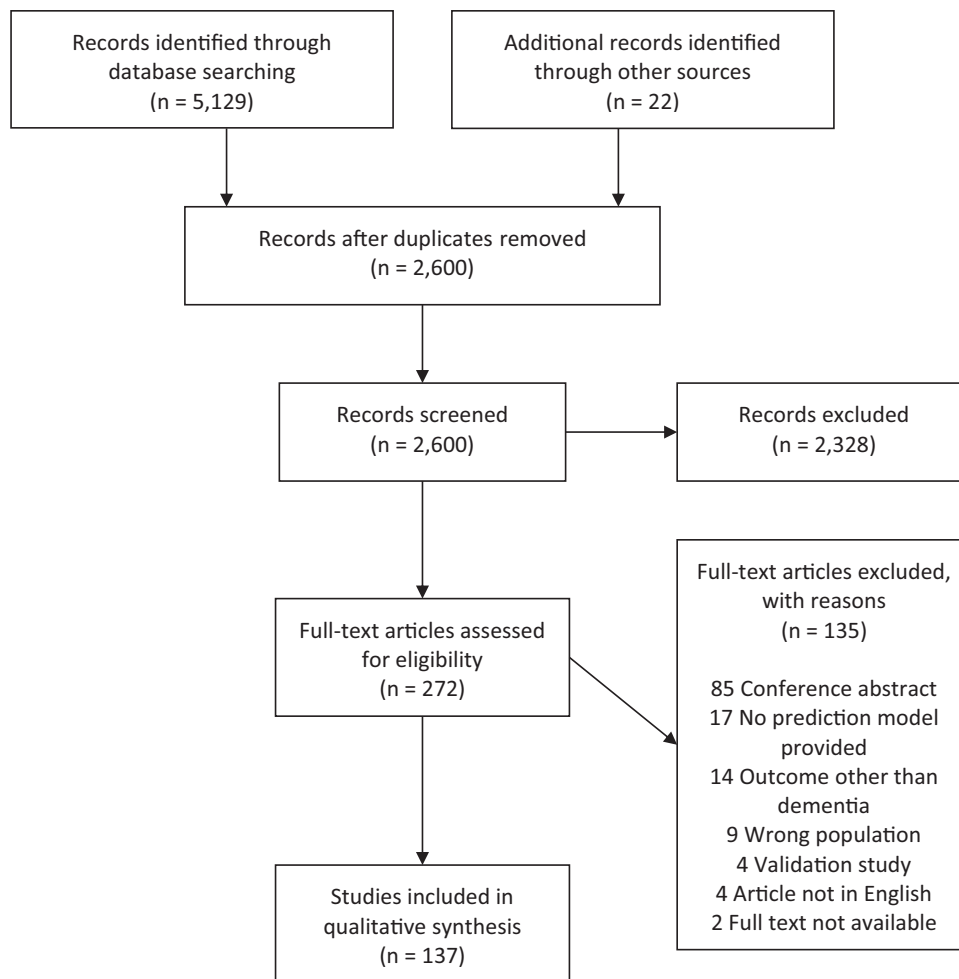 Records identified through
database searching
(n = 5,129)
Additional records identified
through other sources
(n = 22)
Records after duplicates removed
(n = 2,600)
Records screened
(n = 2,600)
Records excluded
(n = 2,328)
Full-text articles assessed
for eligibility
(n = 272)
Full-text articles excluded,
with reasons
(n = 135)
85 Conference abstract
17 No prediction model
provided
14 Outcome other than
dementia
9 Wrong population
4 Validation study
4 Article not in English
2 Full text not available
Studies included in
qualitative synthesis
(n = 137)